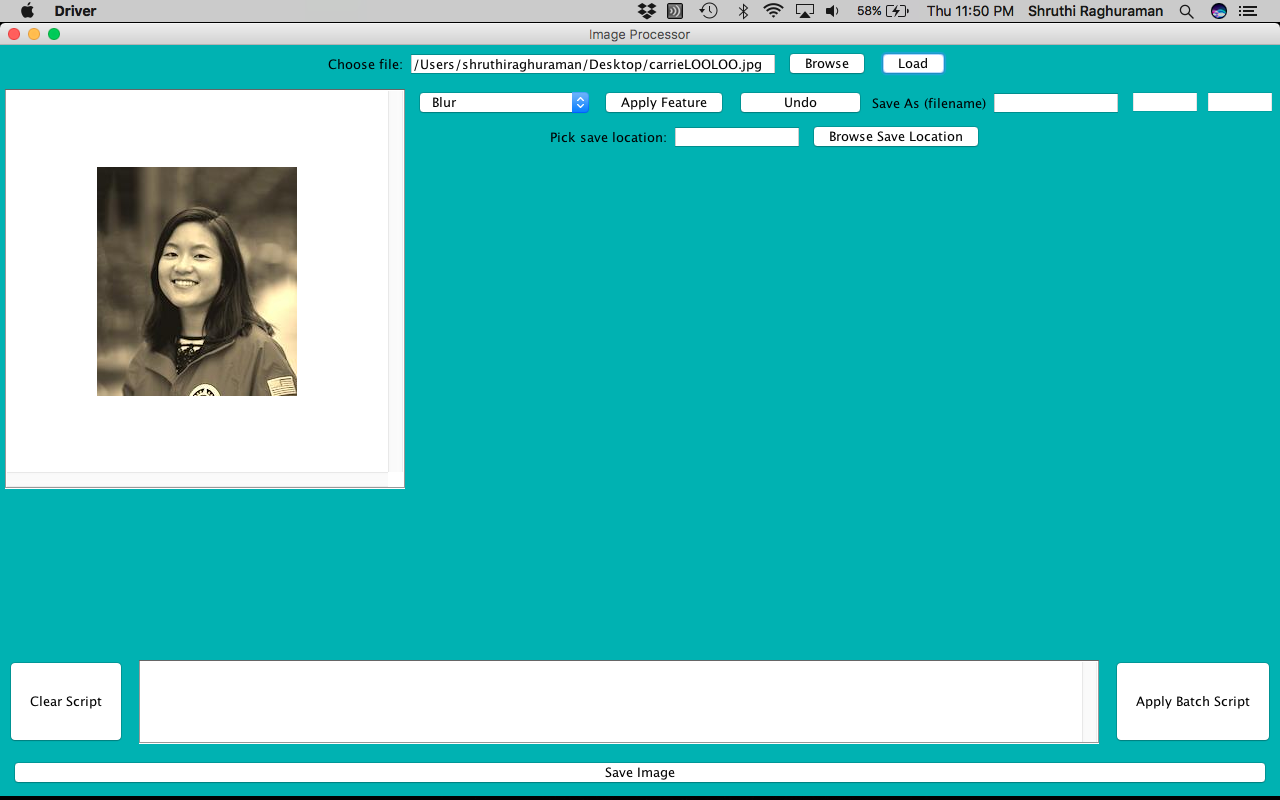 Driver 58% Thu 11:50 PM Shruthi Raghuraman
Image Processor
Choose file: /Users/shruthiraghuraman/Desktop/carrieLOOLOO.jpg Browse Load
Blur Apply Feature Undo Save As (filename)
Pick save location: Browse Save Location
Clear Script Apply Batch Script
Save Image